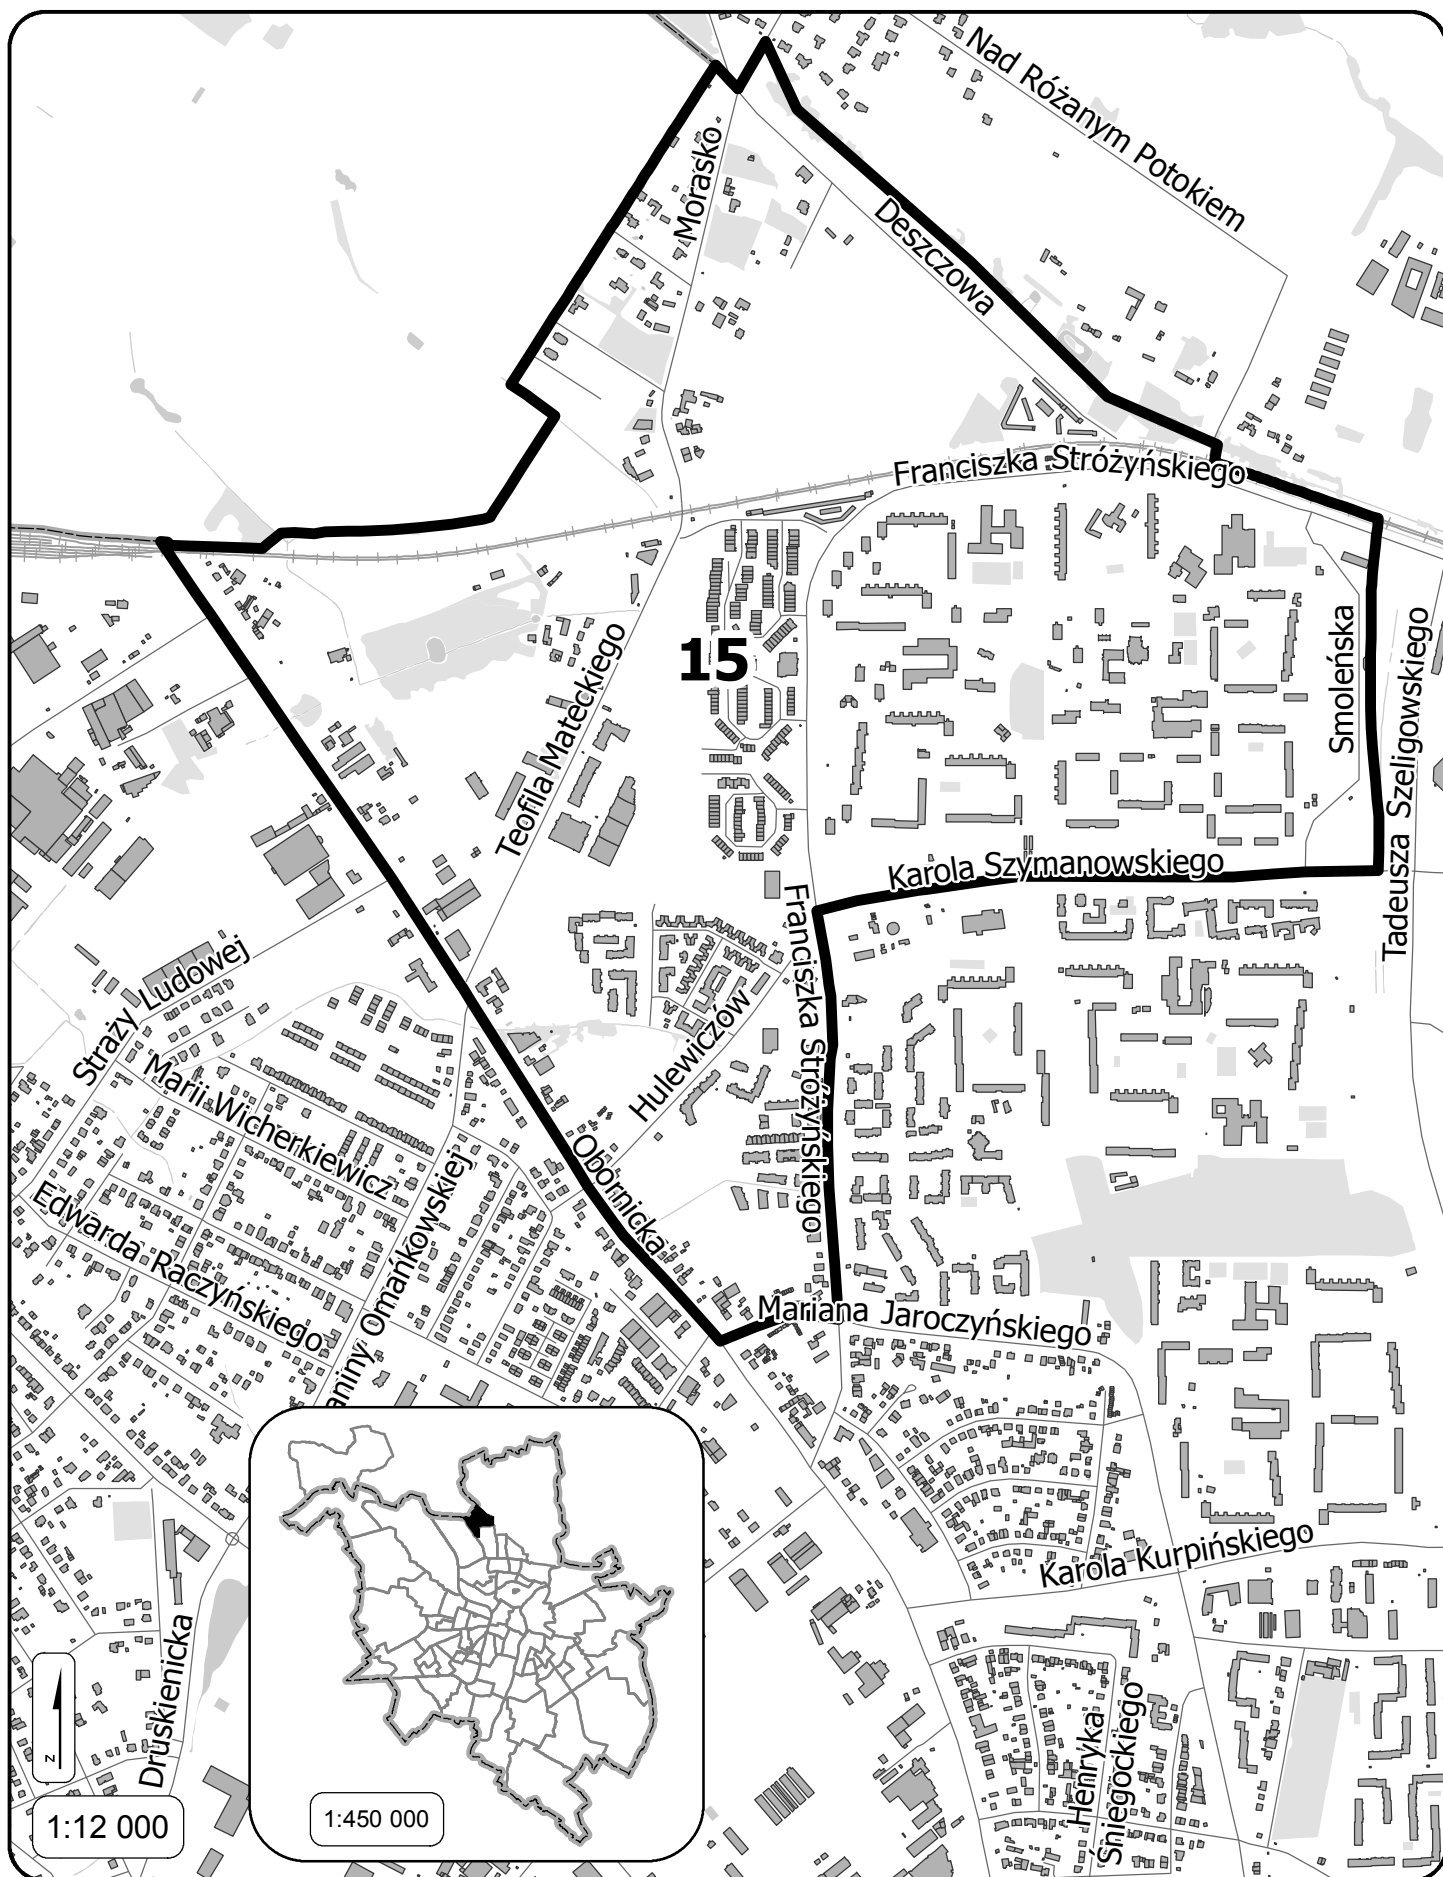 Nad Różanym Potokiem
Morasko
Deszczowa
Franciszka Stróżyńskiego
15
Teofila Mateckiego
Smoleńska
Tadeusza Szeligowskiego
Karola Szymanowskiego
Franciszka Stróżyńskiego
Straży Ludowej
Hulewiczów
Marii Wicherkiewicz
Obornicka
Edwarda Raczyńskiego
aniny Omańkowskiej
Mariana Jaroczyńskiego
Karola Kurpińskiego
Druskienicka
Henryka
Śniegockiego
N
1:12 000
1:450 000